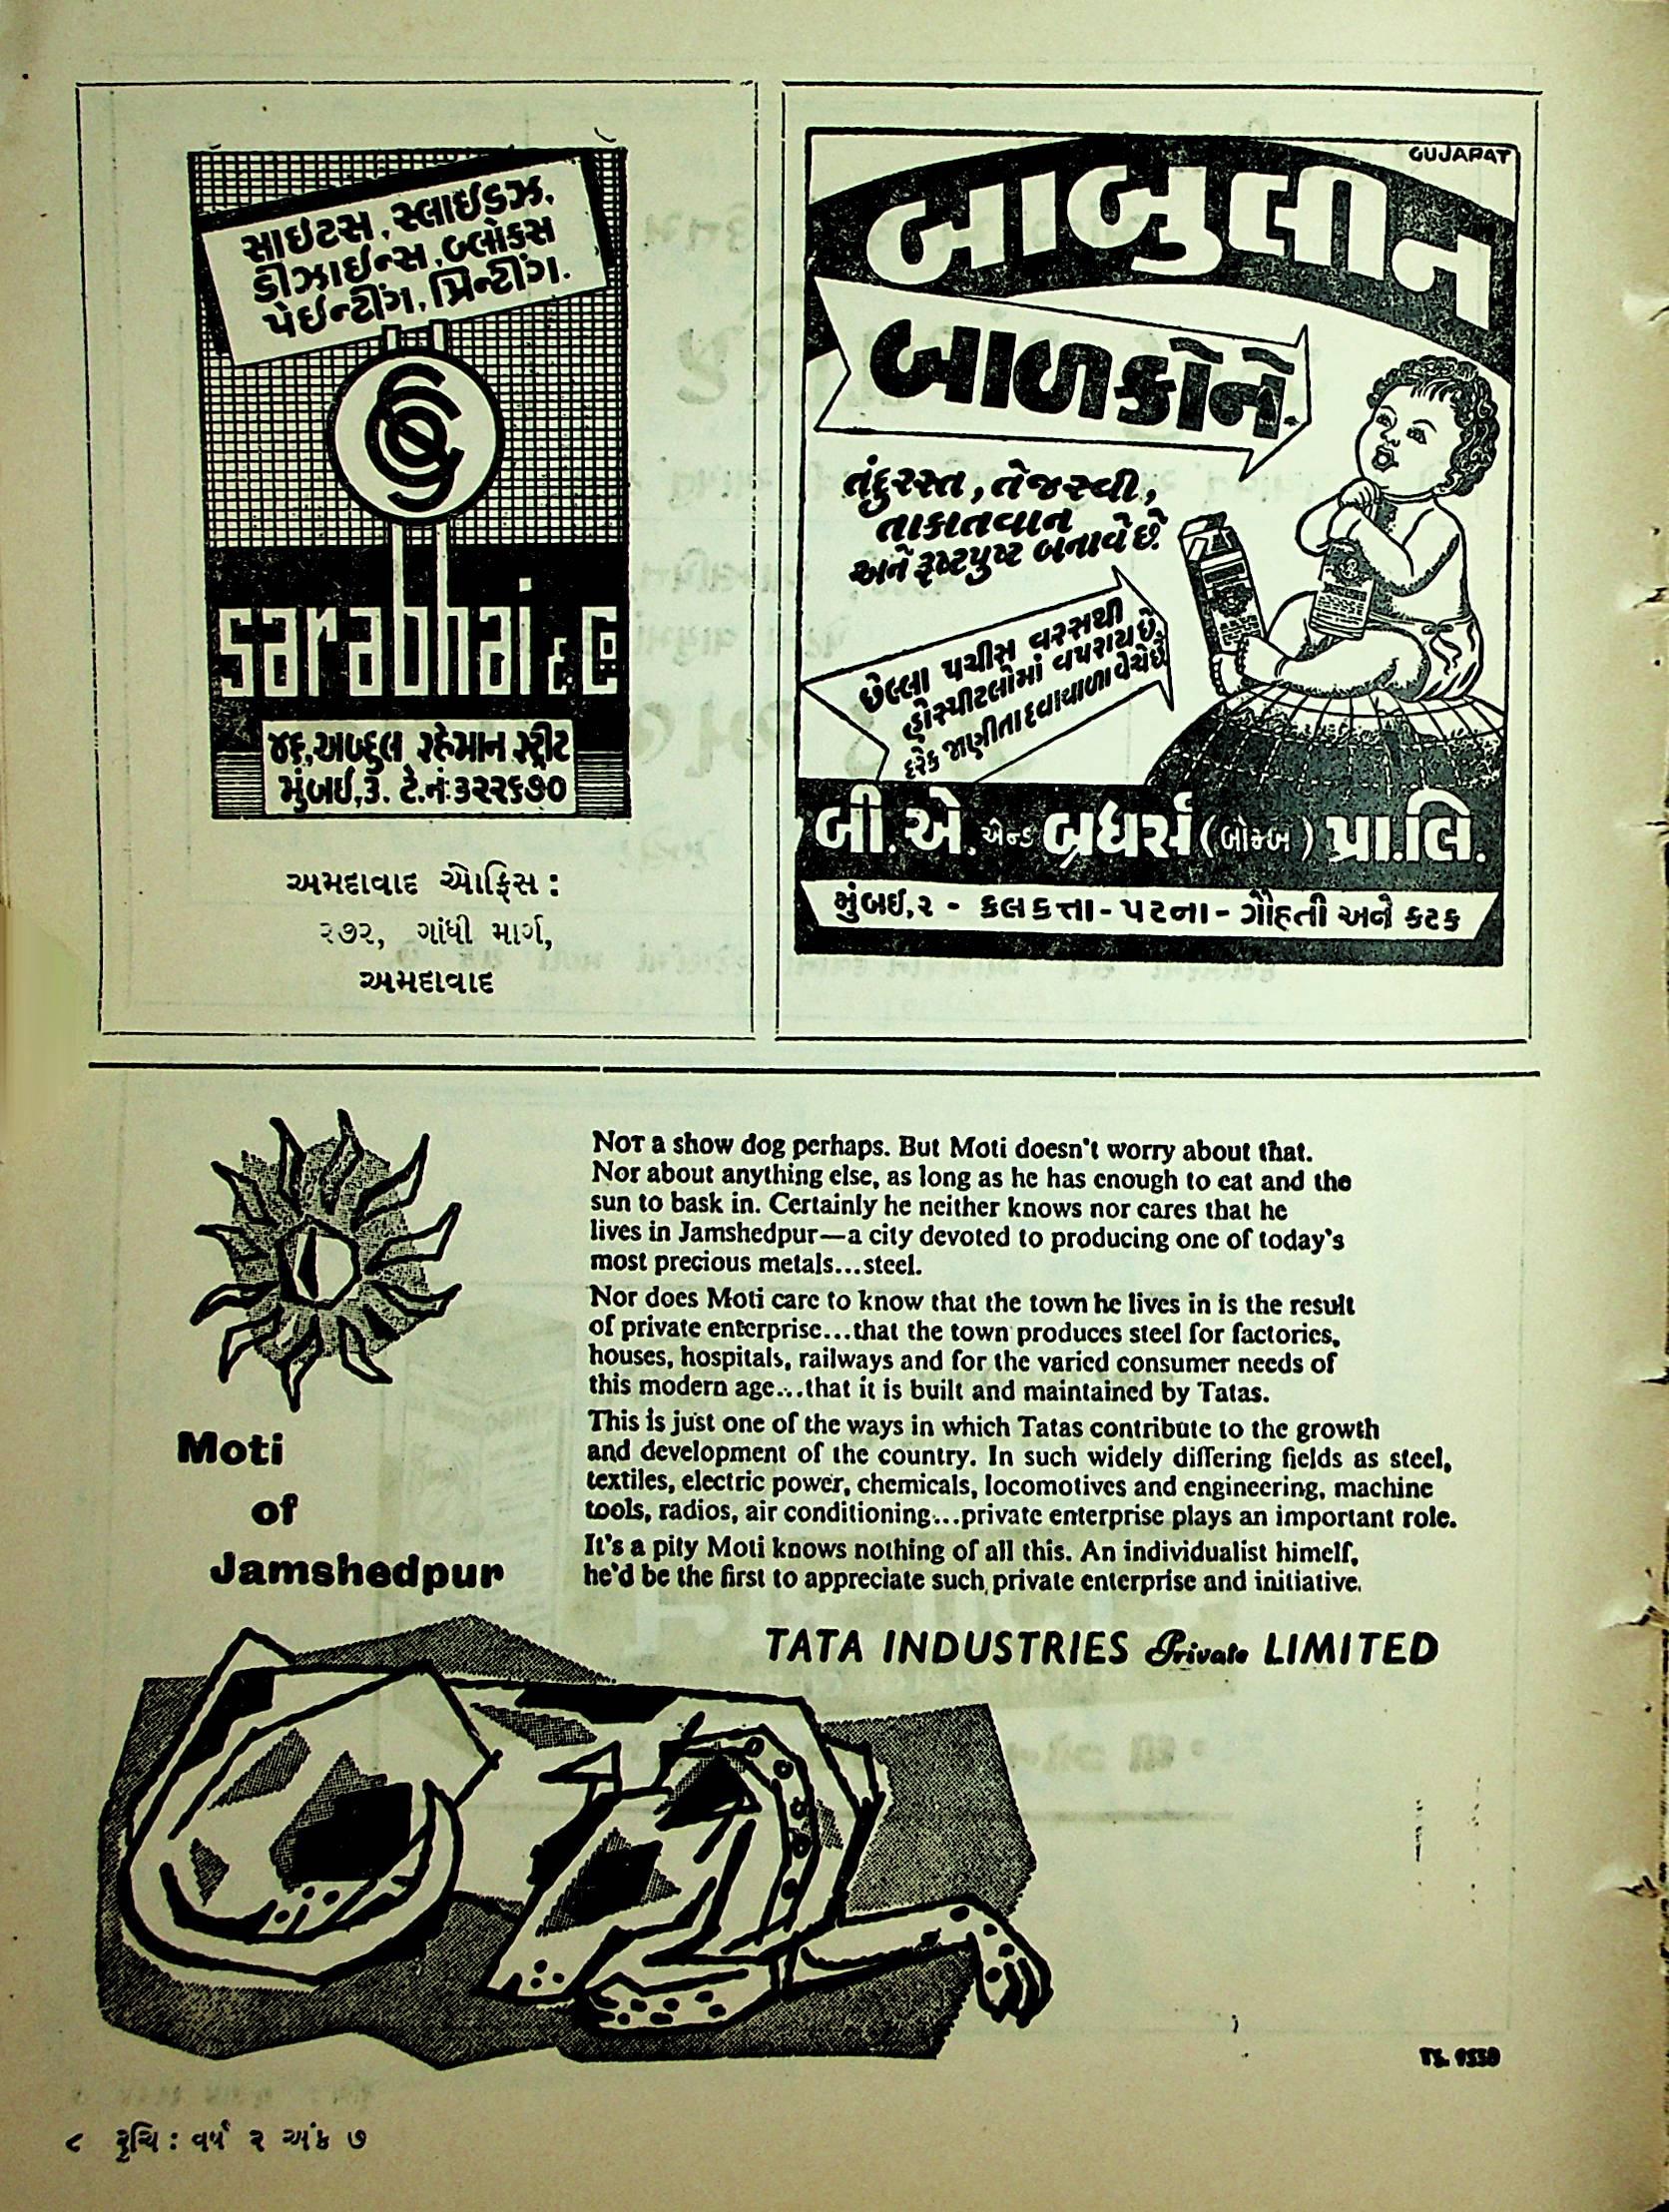 સાઇટસ, સ્લાઇડઝ,
ડીઝાઇન્સ, બ્લોકસ
પેઇન્ટીંગ, પ્રિન્ટીંગ.
sarabhai & Co
૪૬, અબ્દુલ રહેમાન સ્ટ્રીટ
મુંબઇ,૩. ટે.નં:૩૨૨૬૭૦
અમદાવાદ ઓફિસ :
૨૭૨, ગાંધી માર્ગ,
અમદાવાદ
GUJARAT
બાબુલીન
બાળકોને
તંદુરસ્ત, તેજસ્વી,
તાકાતવાન
અને હૃષ્ટપુષ્ટ બનાવે છે.
છેલ્લા પચીસ વરસથી
હોસ્પીટલોમાં વપરાય છે
દરેક જાણીતા દવાવાળા વેચે છે
બી. એ. એન્ડ બ્રધર્સ (બોમ્બે) પ્રા.લિ.
મુંબઇ,૨ - કલકત્તા - પટના - ગૌહતી અને કટક
Moti
of
Jamshedpur
Not a show dog perhaps. But Moti doesn't worry about that.
Nor about anything else, as long as he has enough to eat and the
sun to bask in. Certainly he neither knows nor cares that he
lives in Jamshedpur—a city devoted to producing one of today's
most precious metals...steel.
Nor does Moti care to know that the town he lives in is the result
of private enterprise...that the town produces steel for factories,
houses, hospitals, railways and for the varied consumer needs of
this modern age...that it is built and maintained by Tatas.
This is just one of the ways in which Tatas contribute to the growth
and development of the country. In such widely differing fields as steel,
textiles, electric power, chemicals, locomotives and engineering, machine
tools, radios, air conditioning...private enterprise plays an important role.
It's a pity Moti knows nothing of all this. An individualist himelf,
he'd be the first to appreciate such private enterprise and initiative.
TATA INDUSTRIES Private LIMITED
૮ રૂચિ : વર્ષ ૨ અંક ૭